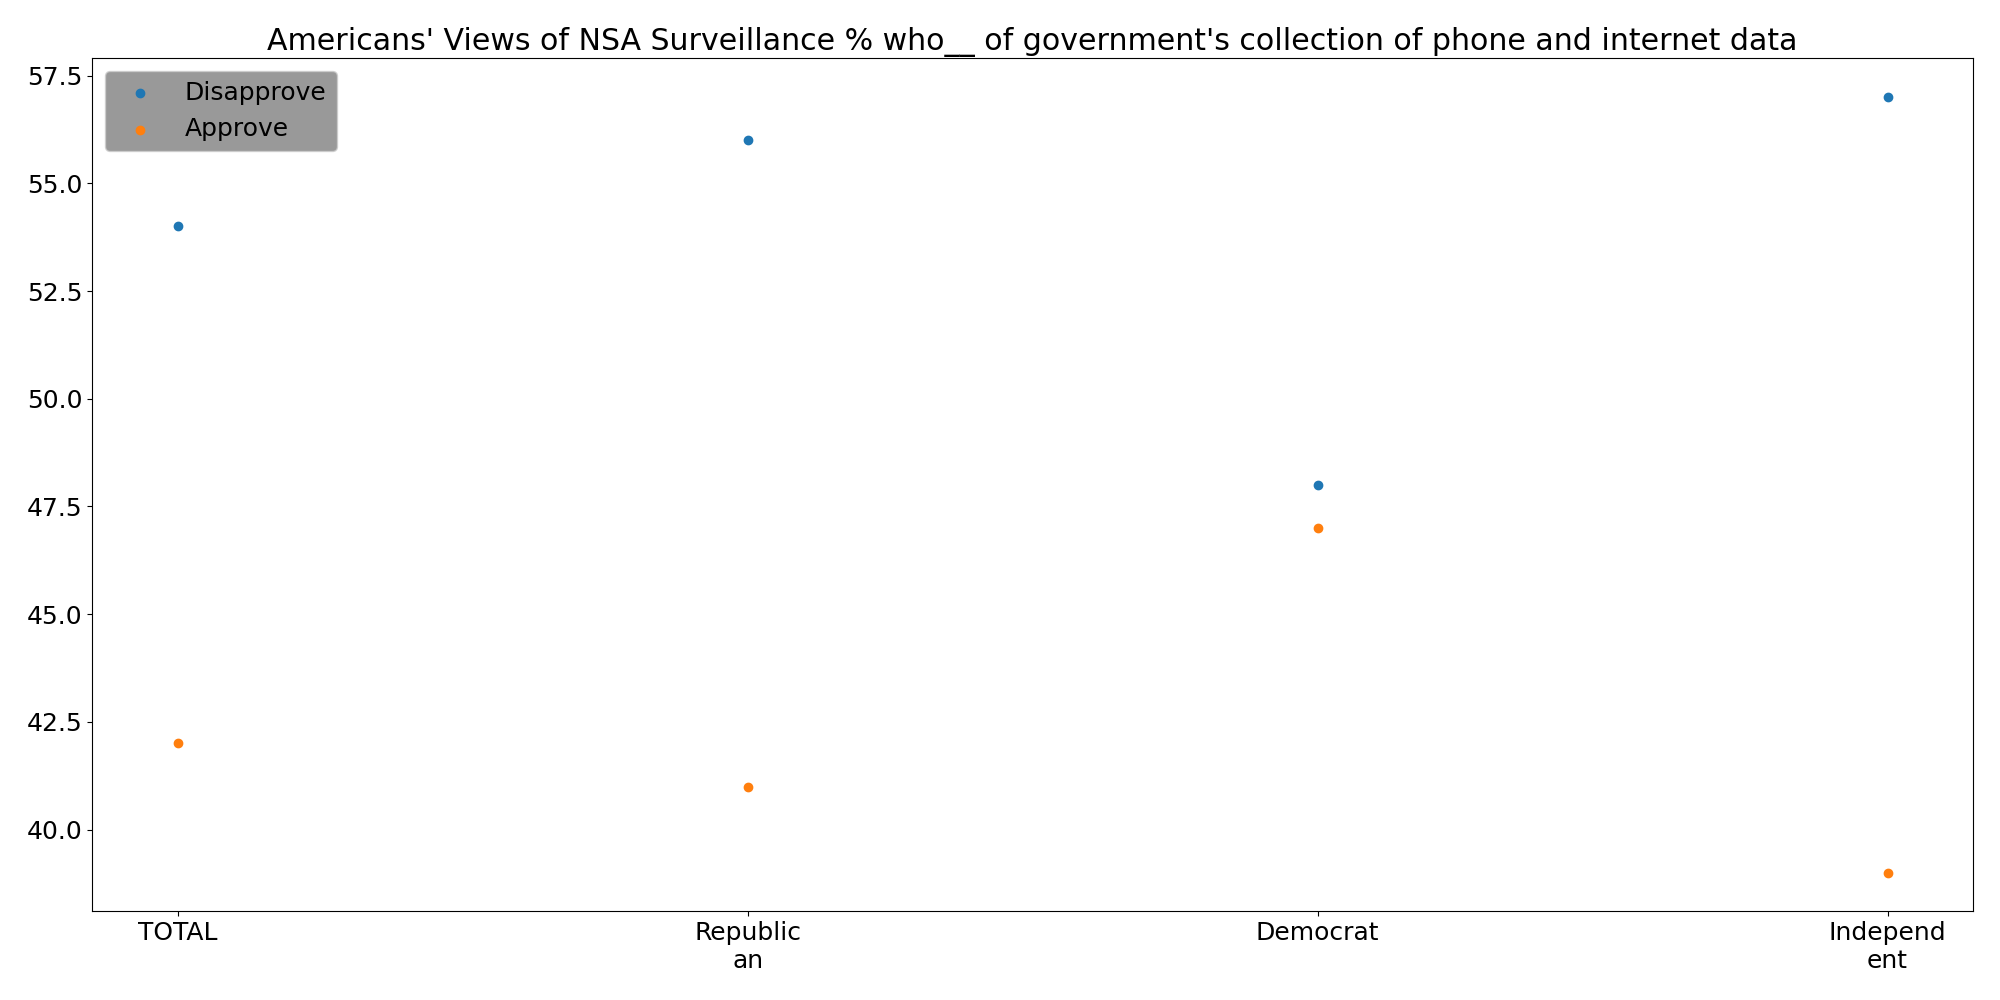 Americans' Views of NSA Surveillance % who__ of government's collection of phone and internet data
57.5
55.0
52.5
50.0
47.5
45.0
42.5
40.0
Disapprove
Approve
TOTAL
Republic
an
Democrat
Independ
ent